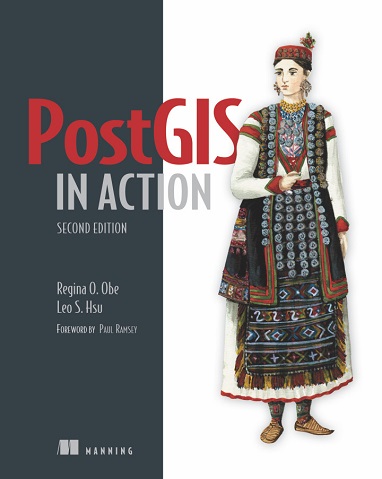 PostGIS
IN ACTION
SECOND EDITION
Regina O. Obe
Leo S. Hsu
FOREWORD BY PAUL RAMSEY
MANNING